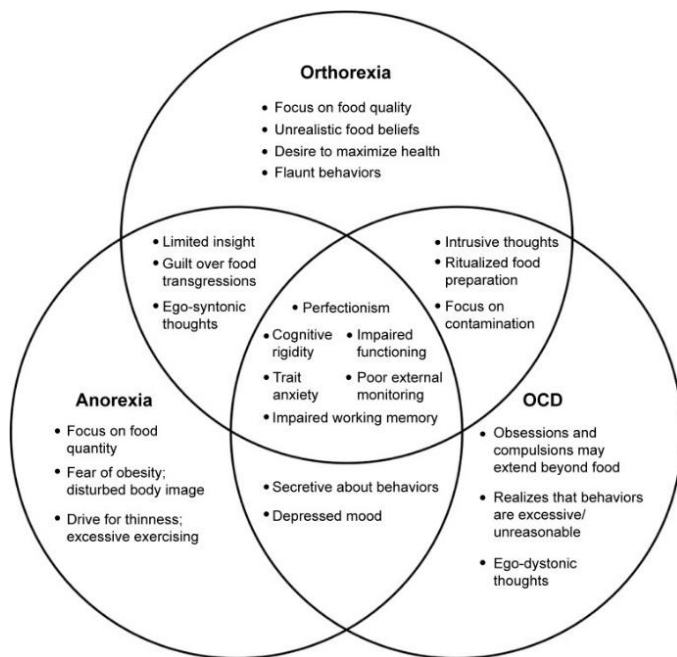 Orthorexia
• Focus on food quality
• Unrealistic food beliefs
• Desire to maximize health
• Flaunt behaviors
• Limited insight
• Guilt over food
transgressions
• Ego-syntonic
thoughts
• Intrusive thoughts
• Ritualized food
preparation
• Focus on
contamination
• Perfectionism
• Cognitive
rigidity
• Impaired
functioning
• Trait
anxiety
• Poor external
monitoring
• Impaired working memory
Anorexia
• Focus on food
quantity
• Fear of obesity;
disturbed body image
• Drive for thinness;
excessive exercising
OCD
• Obsessions and
compulsions may
extend beyond food
• Realizes that behaviors
are excessive/
unreasonable
• Ego-dystonic
thoughts
• Secretive about behaviors
• Depressed mood